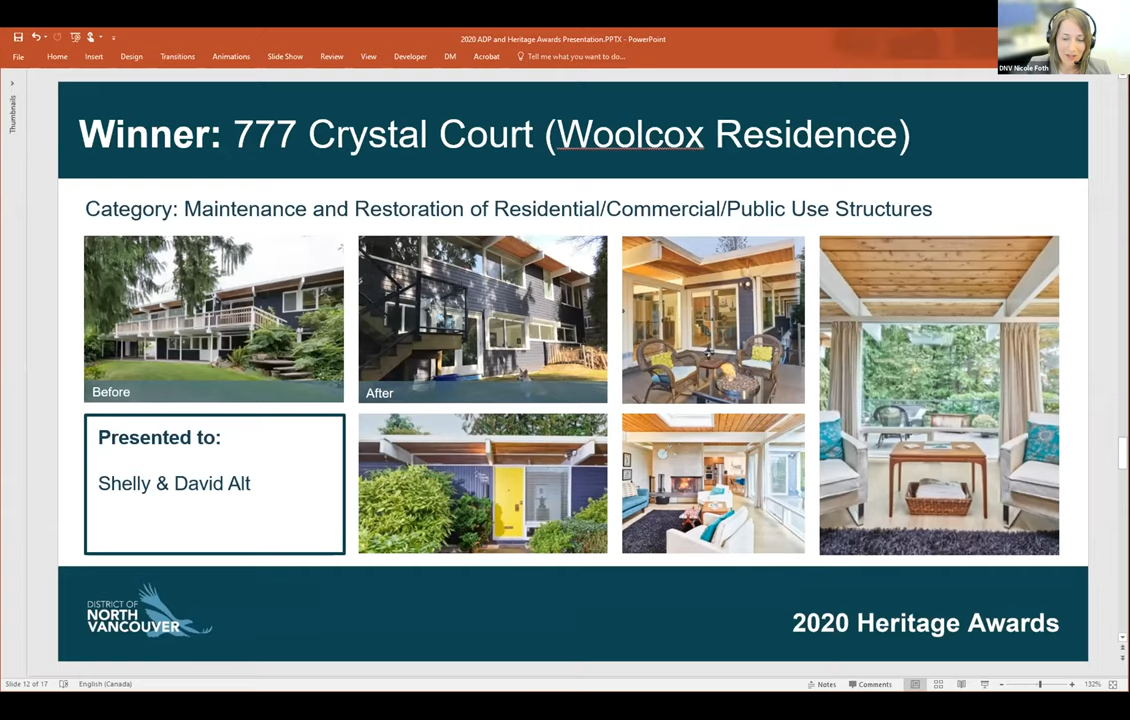 2020 ADP and Heritage Awards Presentation.PPTX - PowerPoint
File Home Insert Design Transitions Animations Slide Show Review View Developer DM Acrobat Tell me what you want to do...
DNV Nicole Foth
Thumbnails
Winner: 777 Crystal Court (Woolcox Residence)
Category: Maintenance and Restoration of Residential/Commercial/Public Use Structures
Before
After
Presented to:
Shelly & David Alt
DISTRICT OF
NORTH
VANCOUVER
2020 Heritage Awards
Slide 12 of 17 English (Canada) Notes Comments 132%